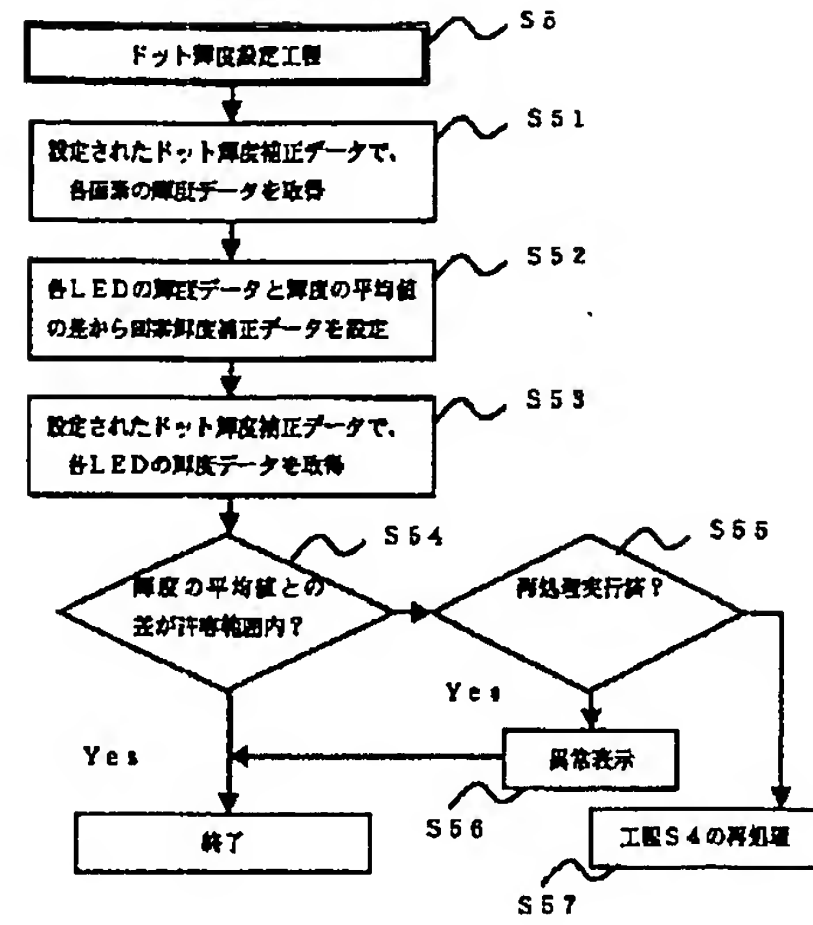 S5
ドット輝度設定工程
S51
設定されたドット輝度補正データで、
各画素の輝度データを取得
S52
各LEDの輝度データと輝度の平均値
の差から画素輝度補正データを設定
S53
設定されたドット輝度補正データで、
各LEDの輝度データを取得
S54
輝度の平均値との
差が許容範囲内?
S55
再処理実行済?
Yes
Yes
異常表示
S56
終了
工程S4の再処理
S57